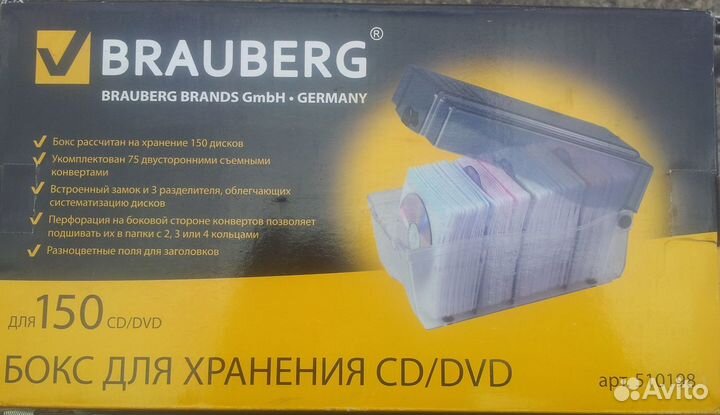 BRAUBERG®
BRAUBERG BRANDS GmbH • GERMANY
Бокс рассчитан на хранение 150 дисков
Укомплектован 75 двусторонними съемными
конвертами
Встроенный замок и 3 разделителя, облегчающих
систематизацию дисков
Перфорация на боковой стороне конвертов позволяет
подшивать их в папки с 2, 3 или 4 кольцами
Разноцветные поля для заголовков
для 150 CD/DVD
БОКС ДЛЯ ХРАНЕНИЯ CD/DVD
арт. 510198
Avito